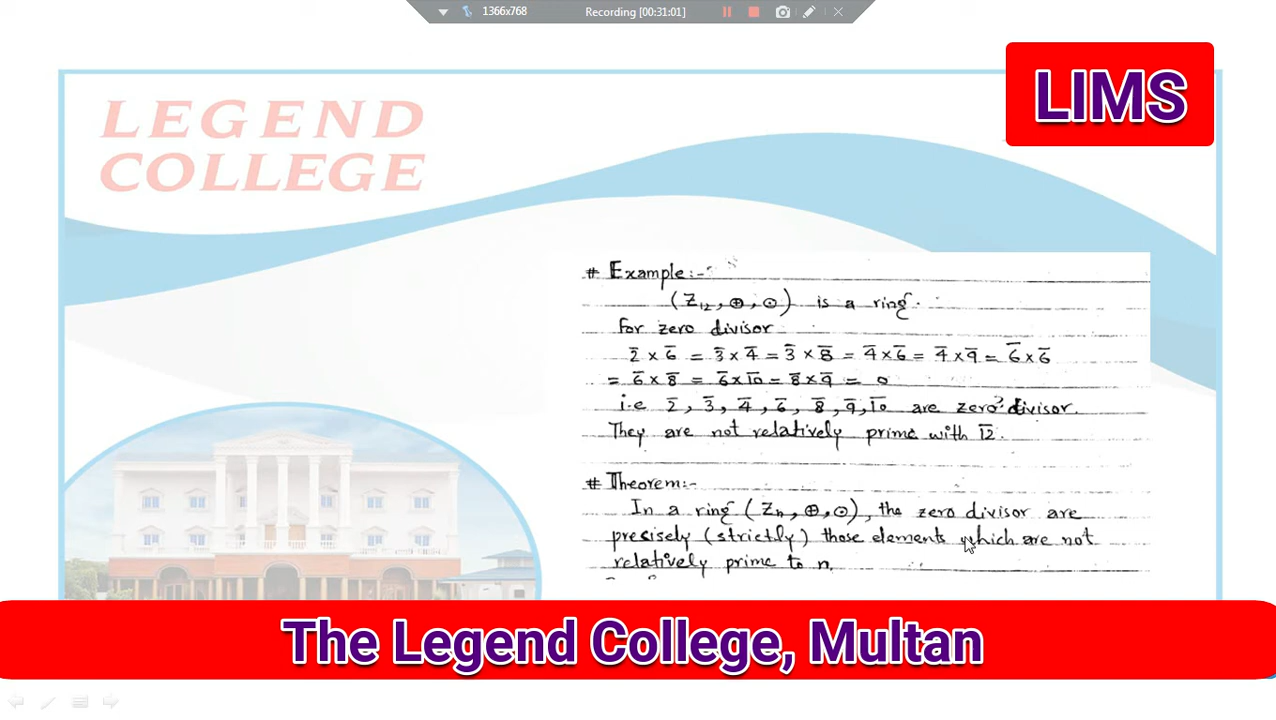 1366x768 Recording [00:31:01]
LIMS
LEGEND
COLLEGE
# Example:-
(Z₁₂, ⊕, ⊙) is a ring.
For zero divisor
2̄ × 6̄ = 3̄ × 4̄ = 3̄ × 8̄ = 4̄ × 6̄ = 4̄ × 9̄ = 6̄ × 6̄
= 6̄ × 8̄ = 6̄ × 1̄0̄ = 8̄ × 9̄ = 0
i.e 2̄, 3̄, 4̄, 6̄, 8̄, 9̄, 1̄0̄ are zero divisor.
They are not relatively prime with 1̄2̄.
# Theorem:-
In a ring (Zn, ⊕, ⊙), the zero divisor are
presisely (strictly) those elements which are not
relatively prime to n.
The Legend College, Multan